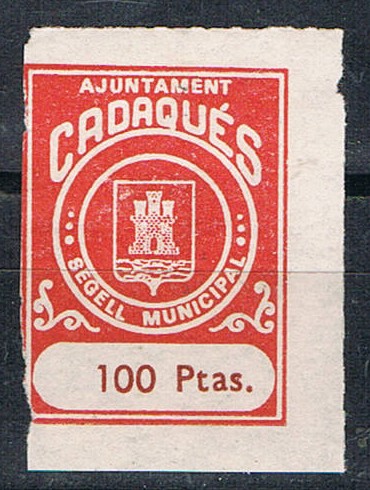 AJUNTAMENT
CADAQUÉS
SEGELL MUNICIPAL
100 Ptas.